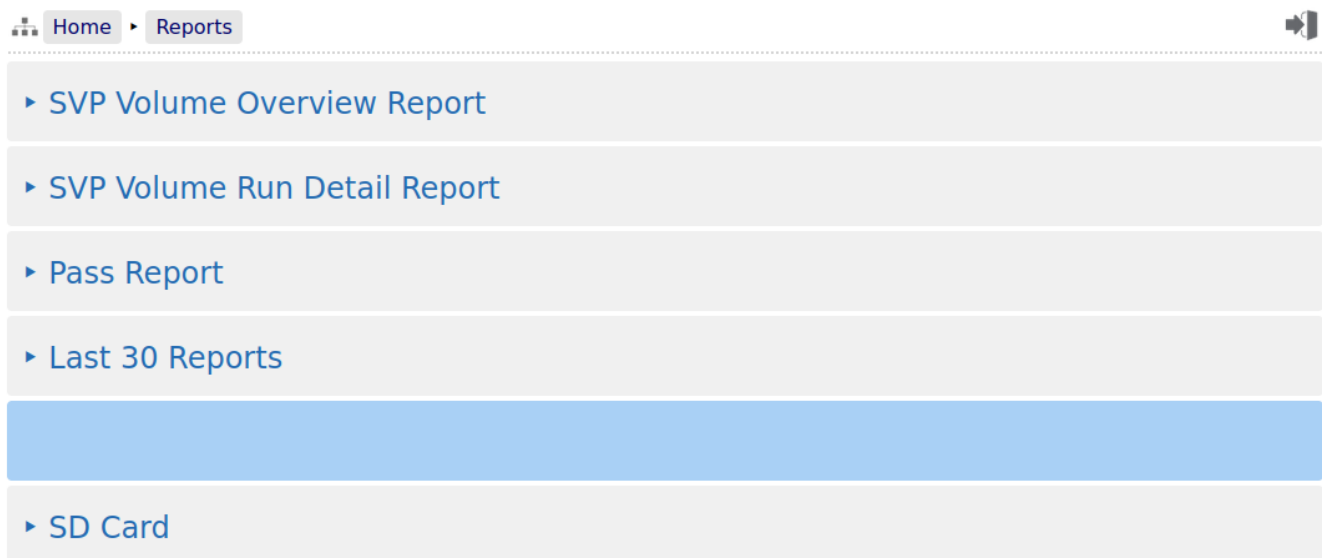 Home ‣ Reports
‣ SVP Volume Overview Report
‣ SVP Volume Run Detail Report
‣ Pass Report
‣ Last 30 Reports
‣ SD Card